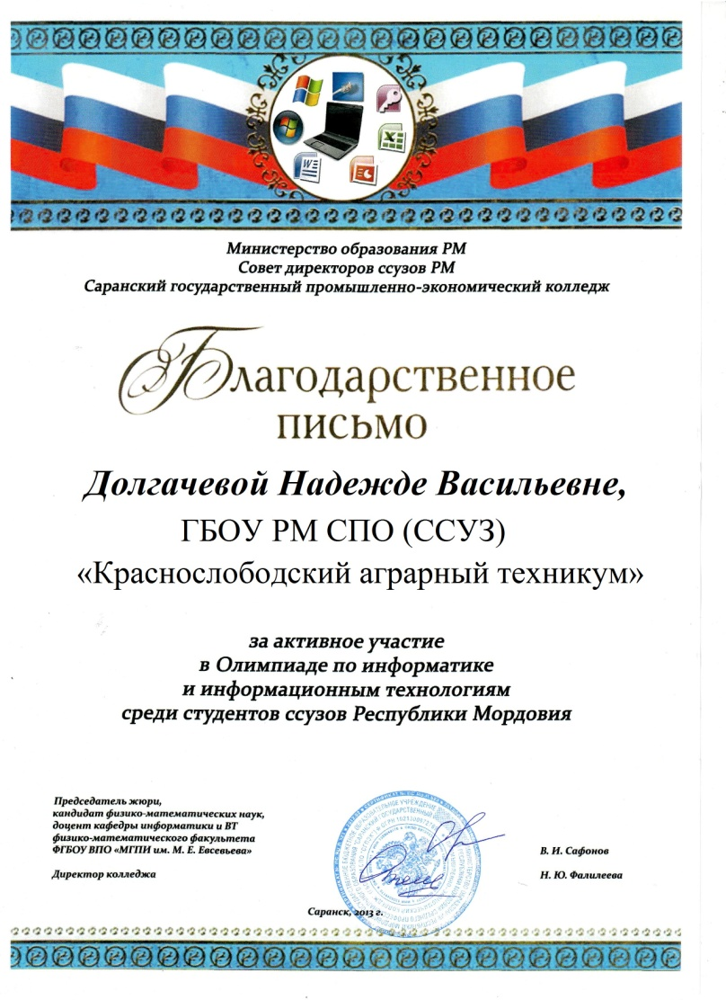 Министерство образования РМ
Совет директоров ссузов РМ
Саранский государственный промышленно-экономический колледж
Благодарственное
письмо
Долгачевой Надежде Васильевне,
ГБОУ РМ СПО (ССУЗ)
«Краснослободский аграрный техникум»
за активное участие
в Олимпиаде по информатике
и информационным технологиям
среди студентов ссузов Республики Мордовия
Председатель жюри,
кандидат физико-математических наук,
доцент кафедры информатики и ВТ
физико-математического факультета
ФГБОУ ВПО «МГПИ им. М. Е. Евсевьева»
В. И. Сафонов
Директор колледжа
Н. Ю. Фалилеева
Саранск, 2013 г.